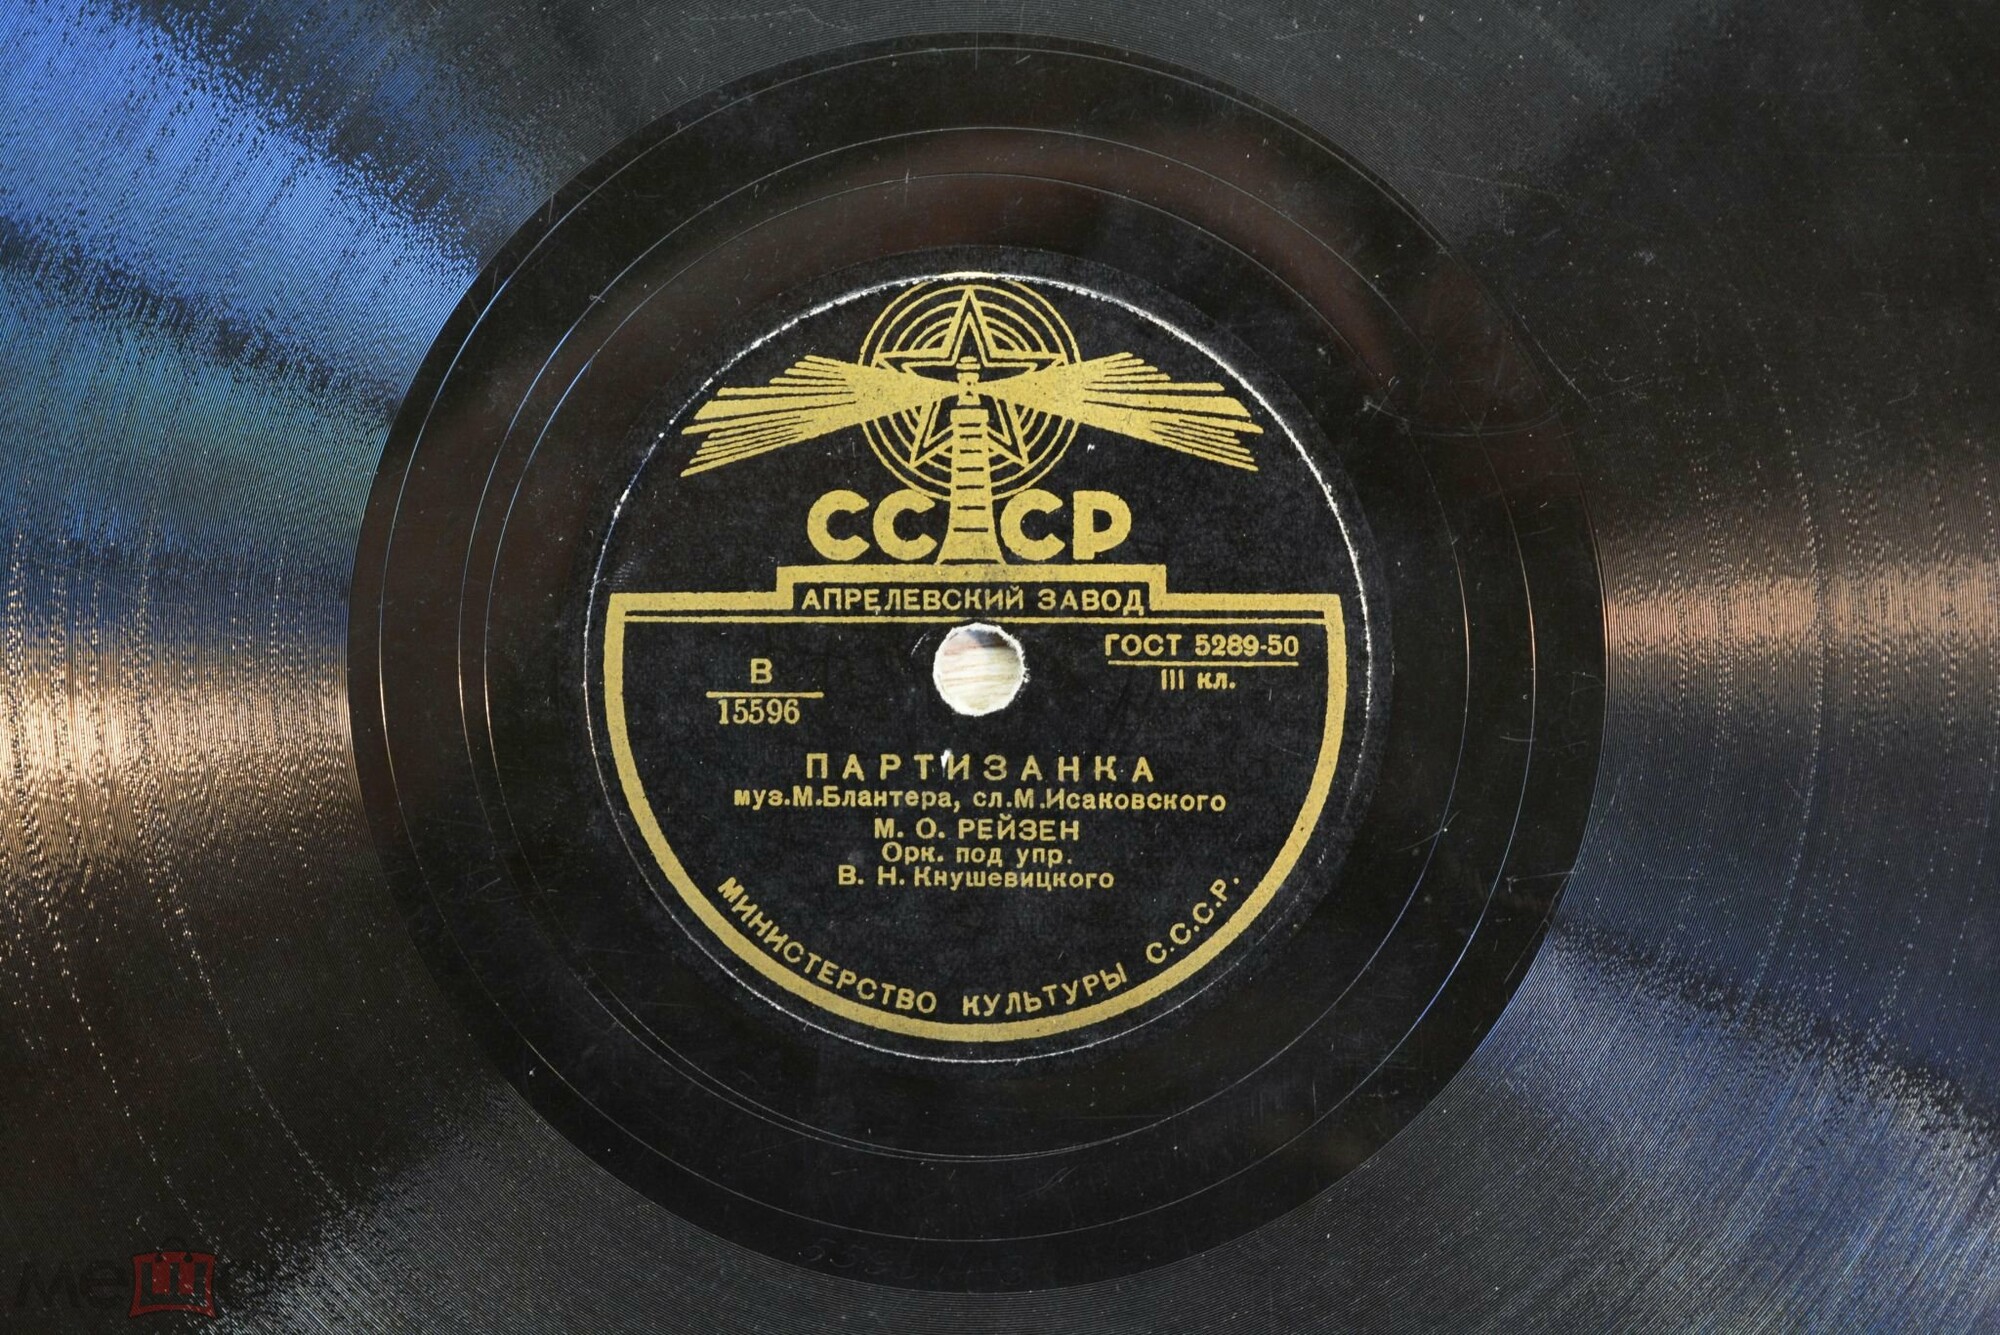 СССР
АПРЕЛЕВСКИЙ ЗАВОД
ГОСТ 5289-50
III кл.
В
15596
ПАРТИЗАНКА
муз.М.Блантера, сл.М.Исаковского
М. О. РЕЙЗЕН
Орк. под упр.
В. Н. Кнушевицкого
МИНИСТЕРСТВО КУЛЬТУРЫ С.С.С.Р.